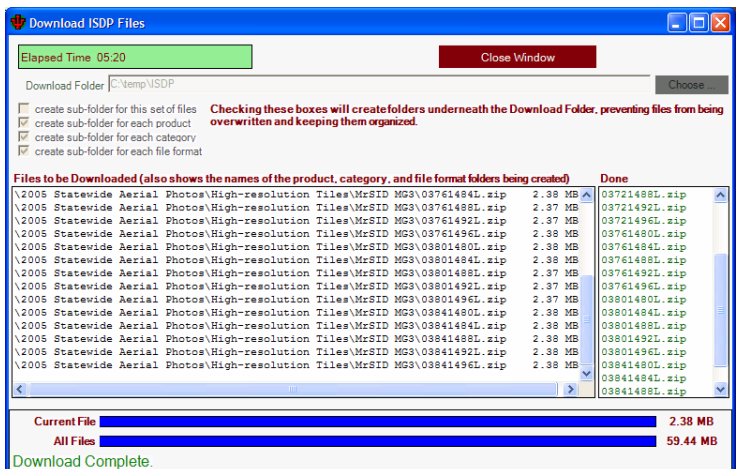 Download ISDP Files
Elapsed Time 05:20
Close Window
Download Folder C:\temp\ISDP
Choose ...
create sub-folder for this set of files
create sub-folder for each product
create sub-folder for each category
create sub-folder for each file format
Checking these boxes will create folders underneath the Download Folder, preventing files from being
overwritten and keeping them organized.
Files to be Downloaded (also shows the names of the product, category, and file format folders being created)
\2005 Statewide Aerial Photos\High-resolution Tiles\MrSID MG3\03761484L.zip 2.38 MB
\2005 Statewide Aerial Photos\High-resolution Tiles\MrSID MG3\03761488L.zip 2.37 MB
\2005 Statewide Aerial Photos\High-resolution Tiles\MrSID MG3\03761492L.zip 2.37 MB
\2005 Statewide Aerial Photos\High-resolution Tiles\MrSID MG3\03761496L.zip 2.38 MB
\2005 Statewide Aerial Photos\High-resolution Tiles\MrSID MG3\03801480L.zip 2.38 MB
\2005 Statewide Aerial Photos\High-resolution Tiles\MrSID MG3\03801484L.zip 2.38 MB
\2005 Statewide Aerial Photos\High-resolution Tiles\MrSID MG3\03801488L.zip 2.37 MB
\2005 Statewide Aerial Photos\High-resolution Tiles\MrSID MG3\03801492L.zip 2.37 MB
\2005 Statewide Aerial Photos\High-resolution Tiles\MrSID MG3\03801496L.zip 2.37 MB
\2005 Statewide Aerial Photos\High-resolution Tiles\MrSID MG3\03841480L.zip 2.38 MB
\2005 Statewide Aerial Photos\High-resolution Tiles\MrSID MG3\03841484L.zip 2.38 MB
\2005 Statewide Aerial Photos\High-resolution Tiles\MrSID MG3\03841488L.zip 2.38 MB
\2005 Statewide Aerial Photos\High-resolution Tiles\MrSID MG3\03841492L.zip 2.38 MB
\2005 Statewide Aerial Photos\High-resolution Tiles\MrSID MG3\03841496L.zip 2.38 MB
Done
03721488L.zip
03721492L.zip
03721496L.zip
03761480L.zip
03761484L.zip
03761488L.zip
03761492L.zip
03761496L.zip
03801480L.zip
03801484L.zip
03801488L.zip
03801492L.zip
03801496L.zip
03841480L.zip
03841484L.zip
03841488L.zip
Current File 2.38 MB
All Files 59.44 MB
Download Complete.